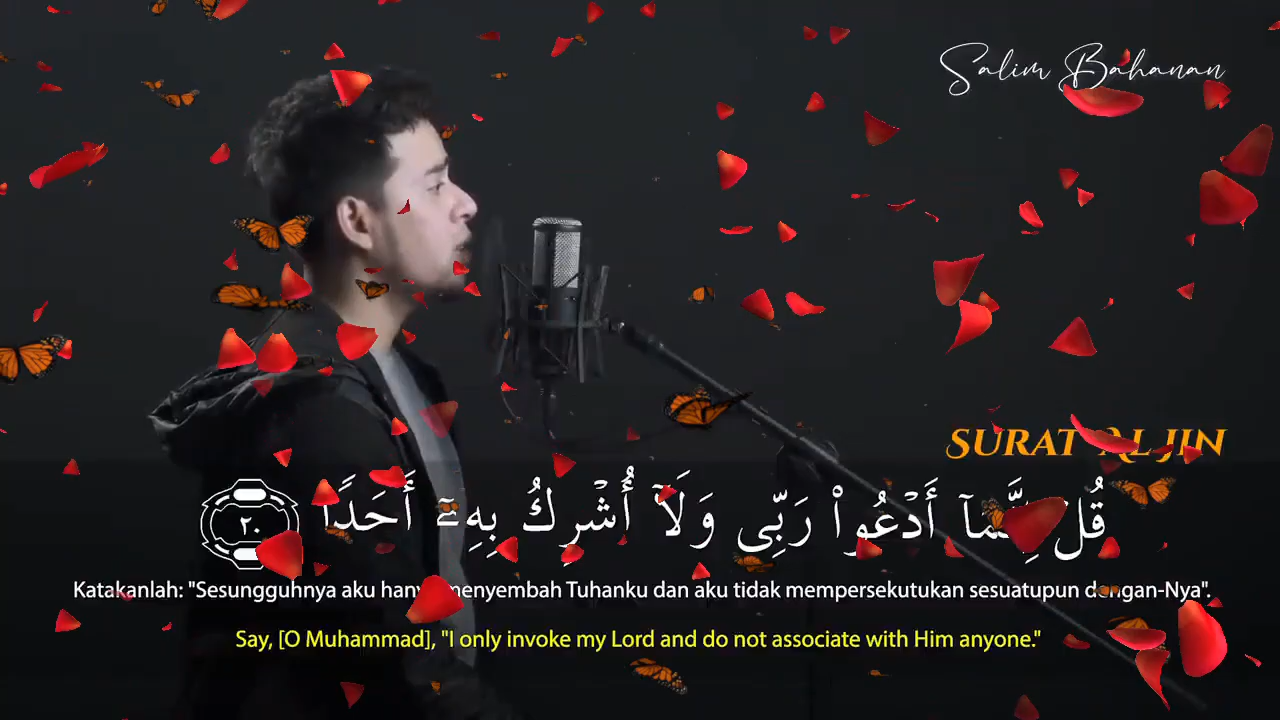 Salim Bahanan
SURAT AL JIN
قُلْ إِنَّمَآ أَدْعُوا۟ رَبِّى وَلَآ أُشْرِكُ بِهِۦٓ أَحَدًا ٢٠
Katakanlah: "Sesungguhnya aku hanya menyembah Tuhanku dan aku tidak mempersekutukan sesuatupun dengan-Nya".
Say, [O Muhammad], "I only invoke my Lord and do not associate with Him anyone."